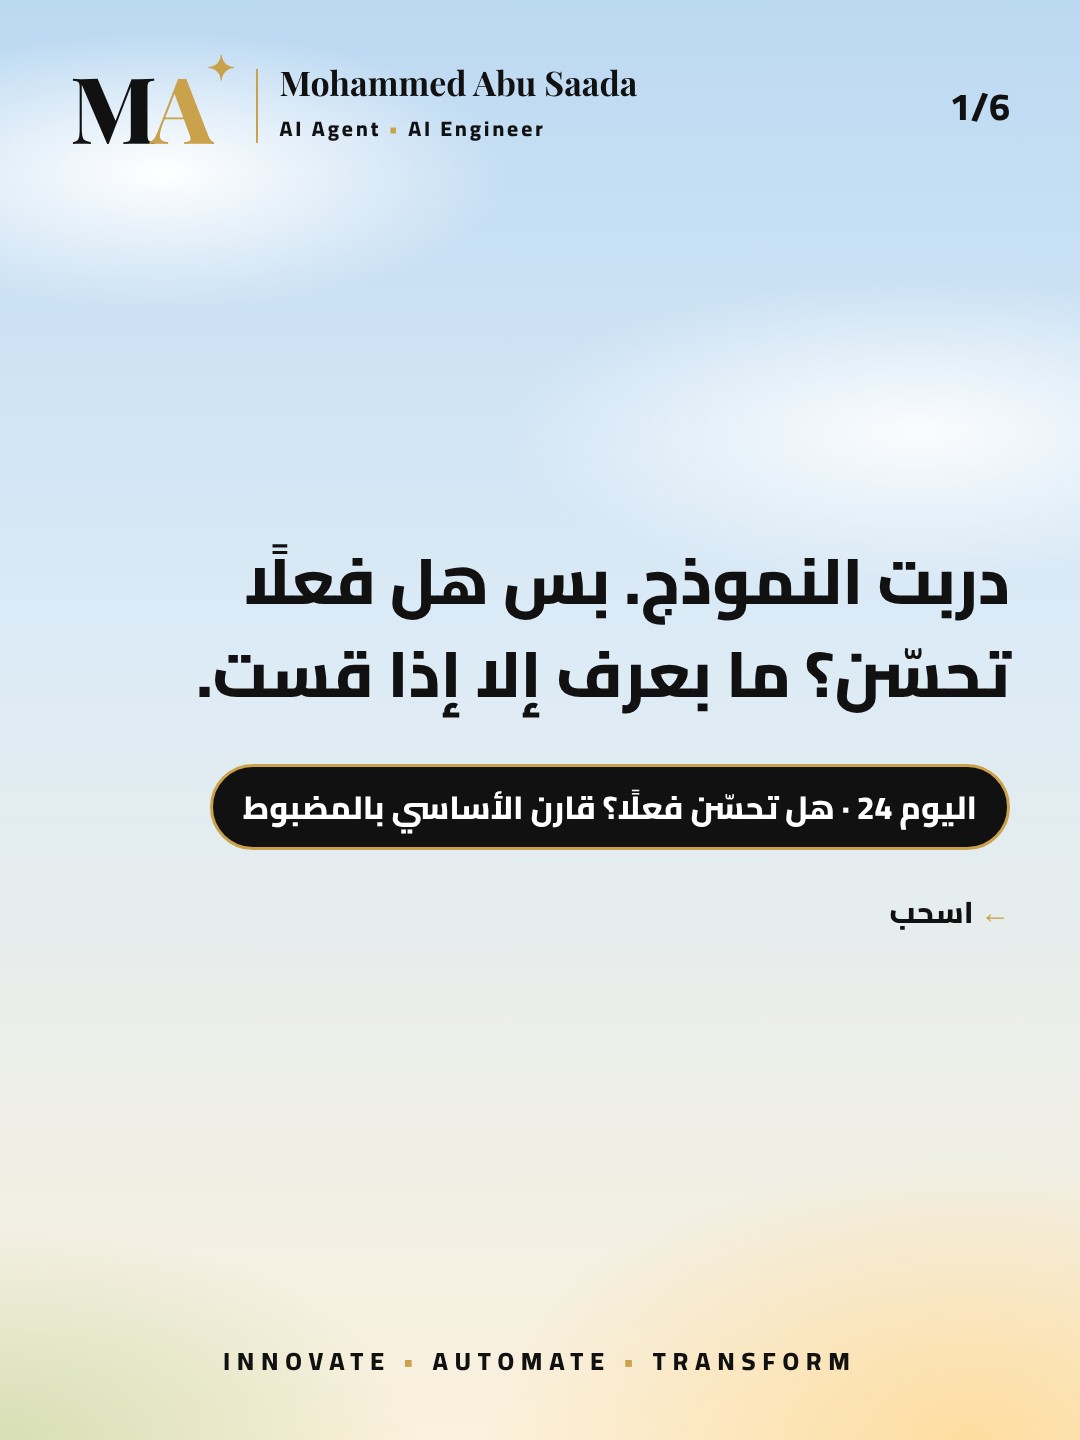 MA
Mohammed Abu Saada
AI Agent ▪ AI Engineer
1/6
دربت النموذج. بس هل فعلًا
تحسّن؟ ما بعرف إلا إذا قست.
اليوم 24 · هل تحسّن فعلًا؟ قارن الأساسي بالمضبوط
← اسحب
INNOVATE ▪ AUTOMATE ▪ TRANSFORM